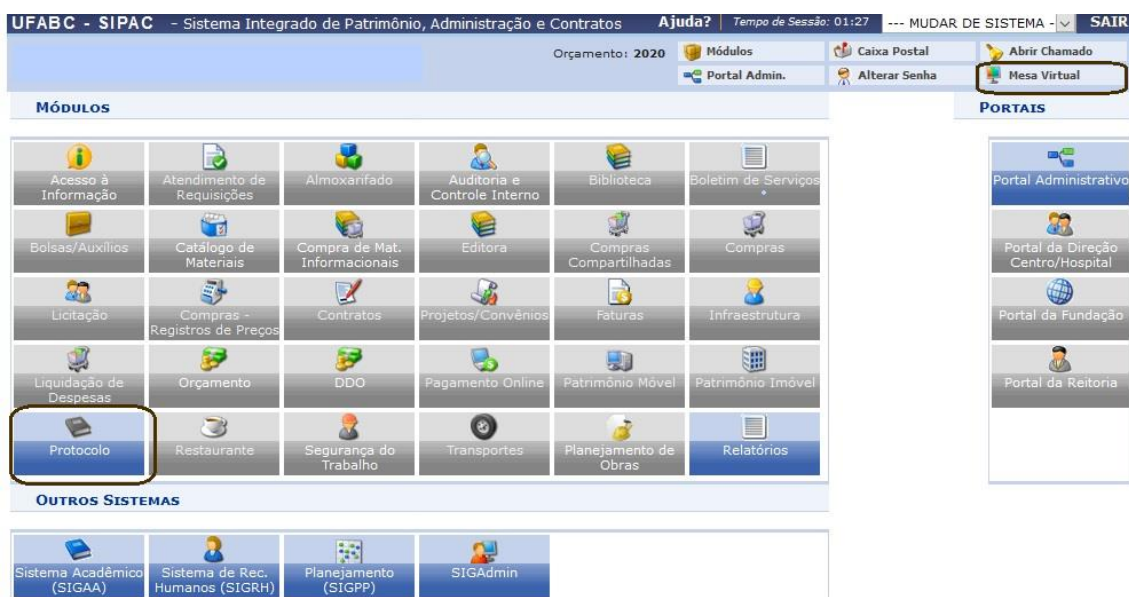 UFABC - SIPAC - Sistema Integrado de Patrimônio, Administração e Contratos Ajuda? Tempo de Sessão: 01:27 --- MUDAR DE SISTEMA - SAIR
Orçamento: 2020 Módulos Caixa Postal Abrir Chamado
Portal Admin. Alterar Senha Mesa Virtual
MÓDULOS PORTAIS
Acesso à Informação
Atendimento de Requisições
Almoxarifado
Auditoria e Controle Interno
Biblioteca
Boletim de Serviços
Portal Administrativo
Bolsas/Auxílios
Catálogo de Materiais
Compra de Mat. Informacionais
Editora
Compras Compartilhadas
Compras
Portal da Direção Centro/Hospital
Licitação
Compras - Registros de Preços
Contratos
Projetos/Convênios
Faturas
Infraestrutura
Portal da Fundação
Liquidação de Despesas
Orçamento
DDO
Pagamento Online
Patrimônio Móvel
Patrimônio Imóvel
Portal da Reitoria
Protocolo
Restaurante
Segurança do Trabalho
Transportes
Planejamento de Obras
Relatórios
OUTROS SISTEMAS
Sistema Acadêmico (SIGAA)
Sistema de Rec. Humanos (SIGRH)
Planejamento (SIGPP)
SIGAdmin